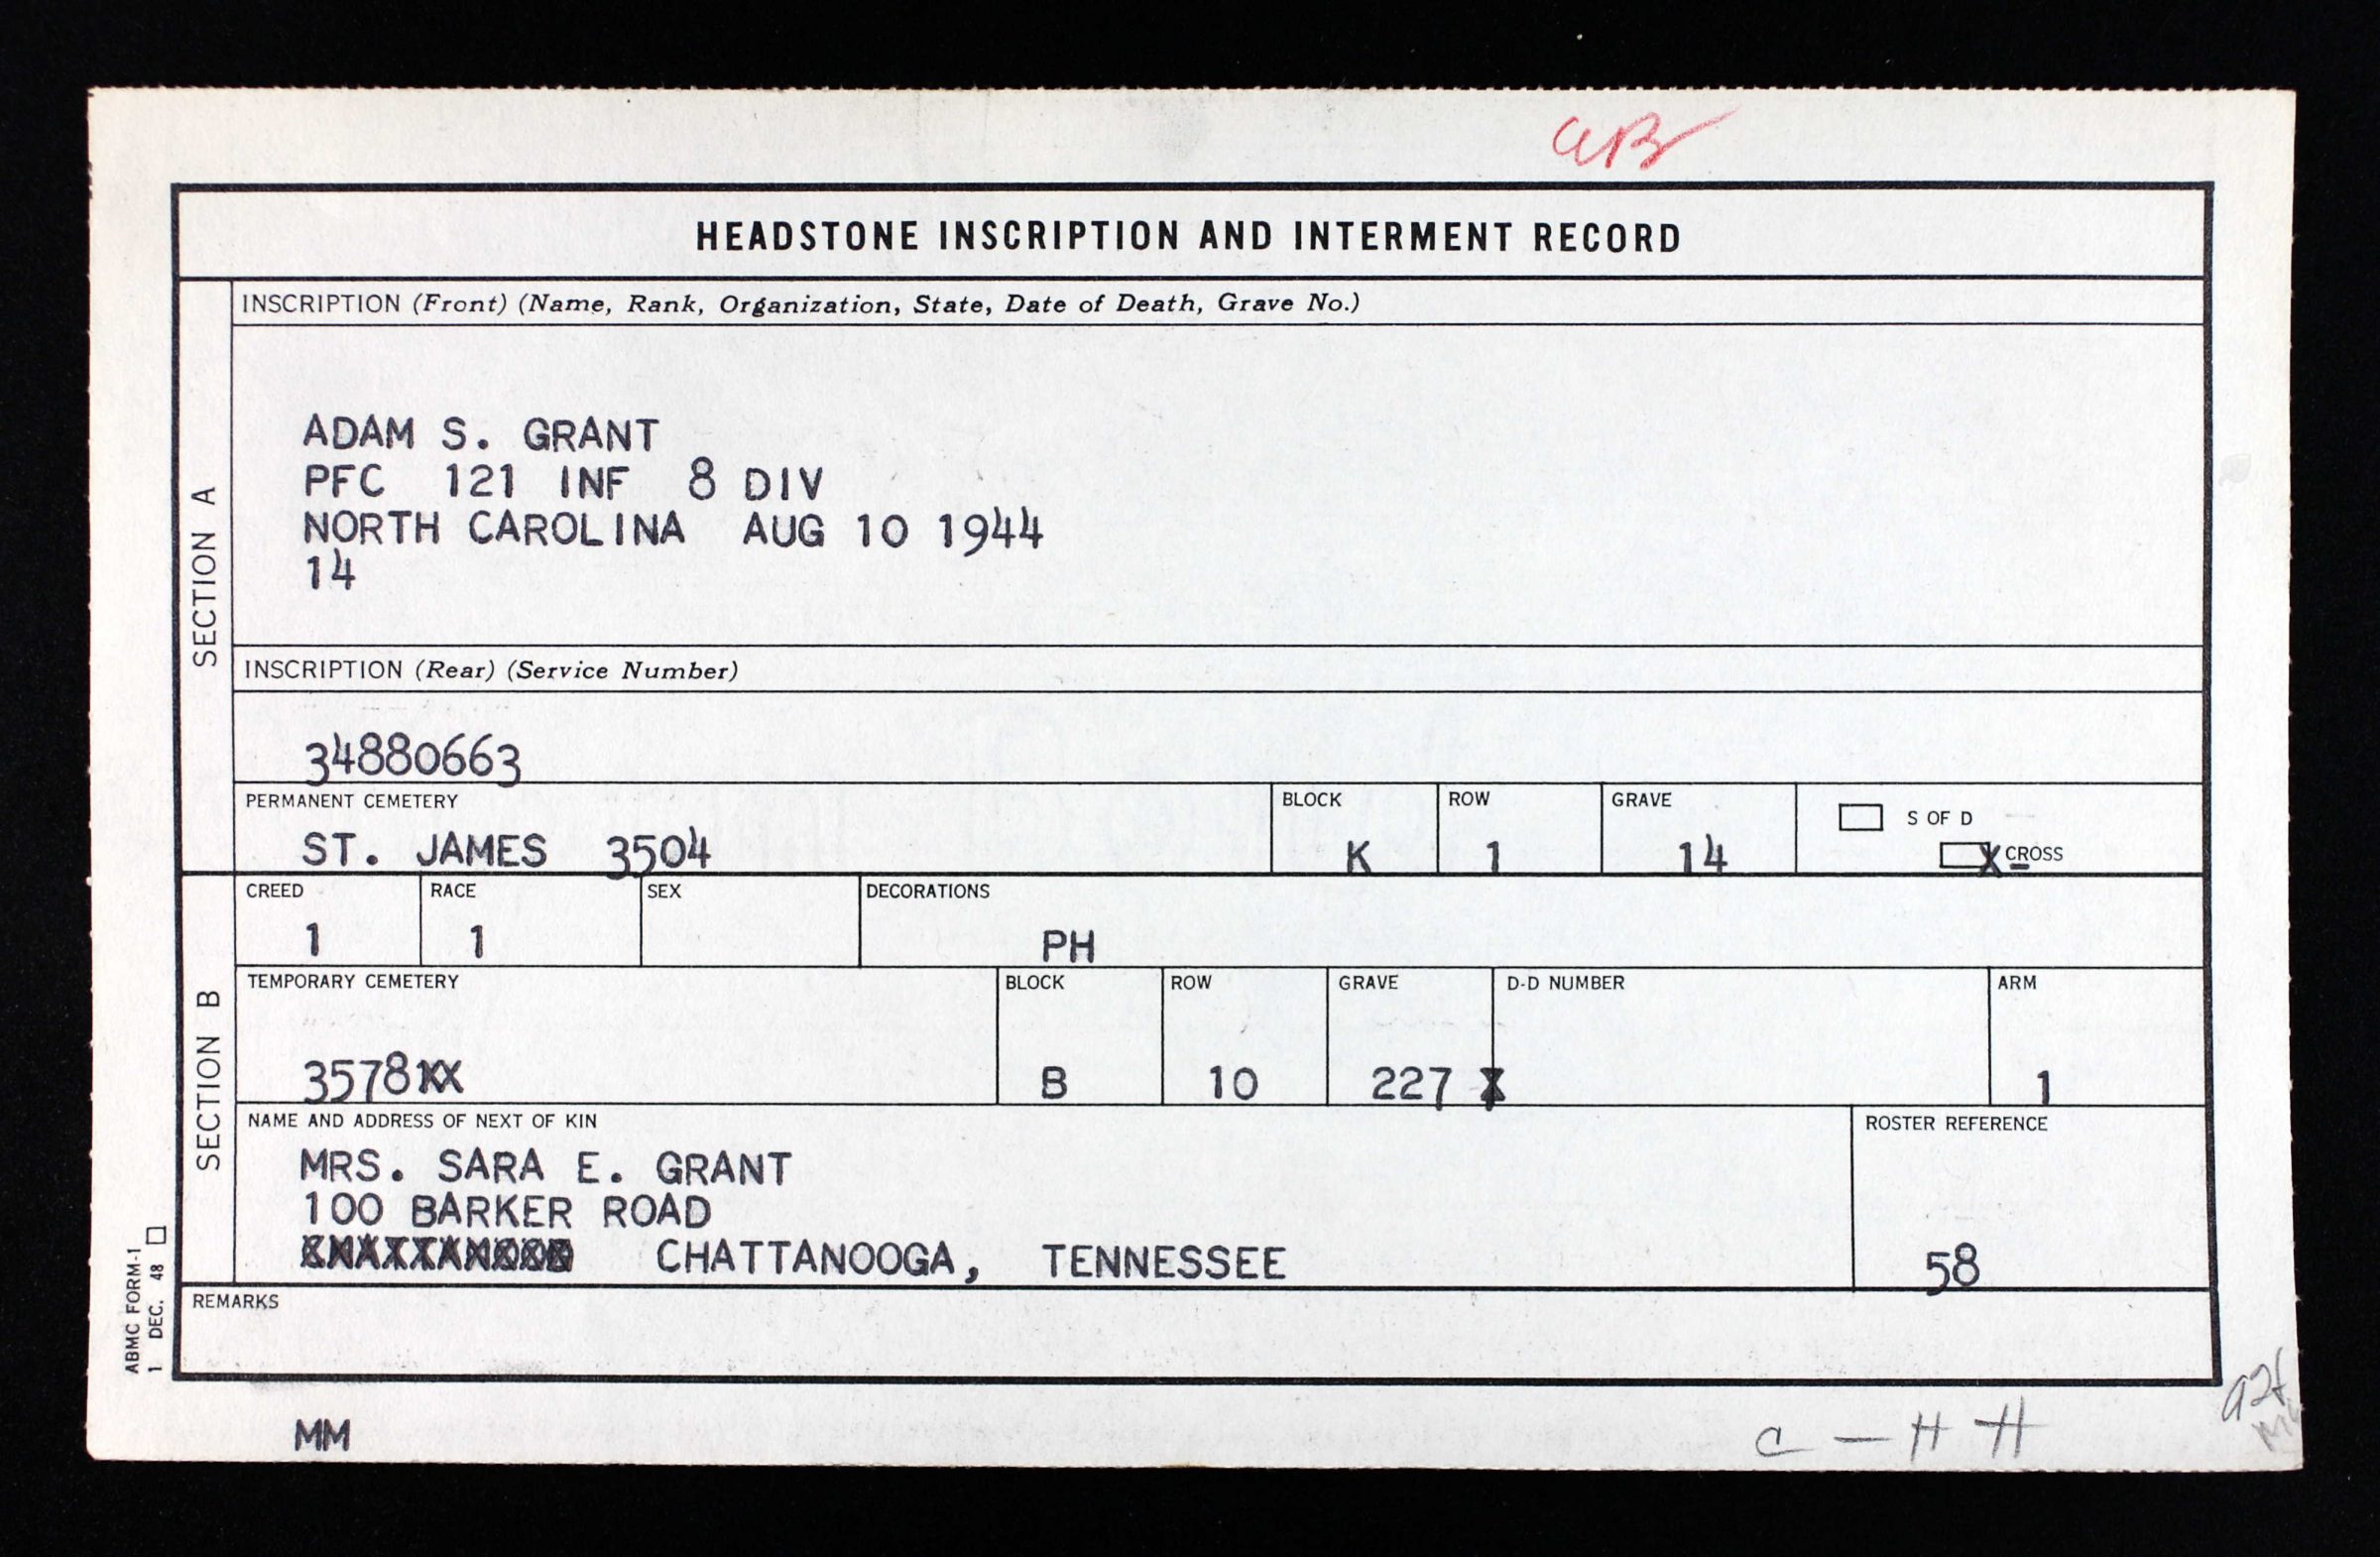 aB
HEADSTONE INSCRIPTION AND INTERMENT RECORD
SECTION A
INSCRIPTION (Front) (Name, Rank, Organization, State, Date of Death, Grave No.)
ADAM S. GRANT
PFC 121 INF 8 DIV
NORTH CAROLINA AUG 10 1944
14
INSCRIPTION (Rear) (Service Number)
34880663
PERMANENT CEMETERY BLOCK ROW GRAVE S OF D
ST. JAMES 3504 K 1 14 X CROSS
SECTION B
CREED RACE SEX DECORATIONS
1 1 PH
TEMPORARY CEMETERY BLOCK ROW GRAVE D-D NUMBER ARM
3578XX B 10 227 X 1
NAME AND ADDRESS OF NEXT OF KIN ROSTER REFERENCE
MRS. SARA E. GRANT
100 BARKER ROAD
CHATTANOOGA, TENNESSEE 58
REMARKS
ABMC FORM-1
1 DEC. 48
MM
C - H H